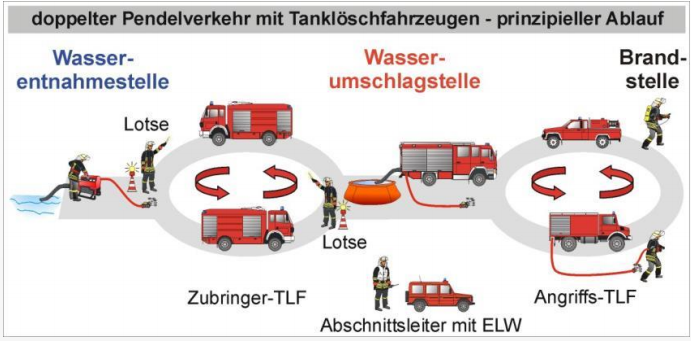 doppelter Pendelverkehr mit Tanklöschfahrzeugen - prinzipieller Ablauf
Wasser-
entnahmestelle
Wasser-
umschlagstelle
Brand-
stelle
Lotse
Lotse
Zubringer-TLF
Angriffs-TLF
Abschnittsleiter mit ELW